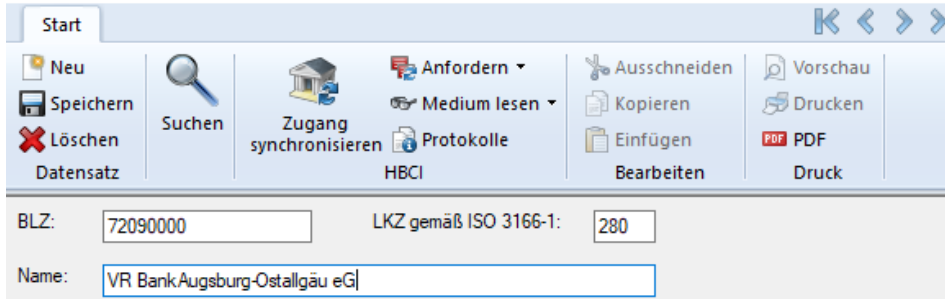 Start
Neu
Speichern
Löschen
Datensatz
Suchen
Zugang
synchronisieren
Anfordern
Medium lesen
Protokolle
HBCI
Ausschneiden
Kopieren
Einfügen
Bearbeiten
Vorschau
Drucken
PDF PDF
Druck
BLZ: 72090000 LKZ gemäß ISO 3166-1: 280
Name: VR BankAugsburg-Ostallgäu eG